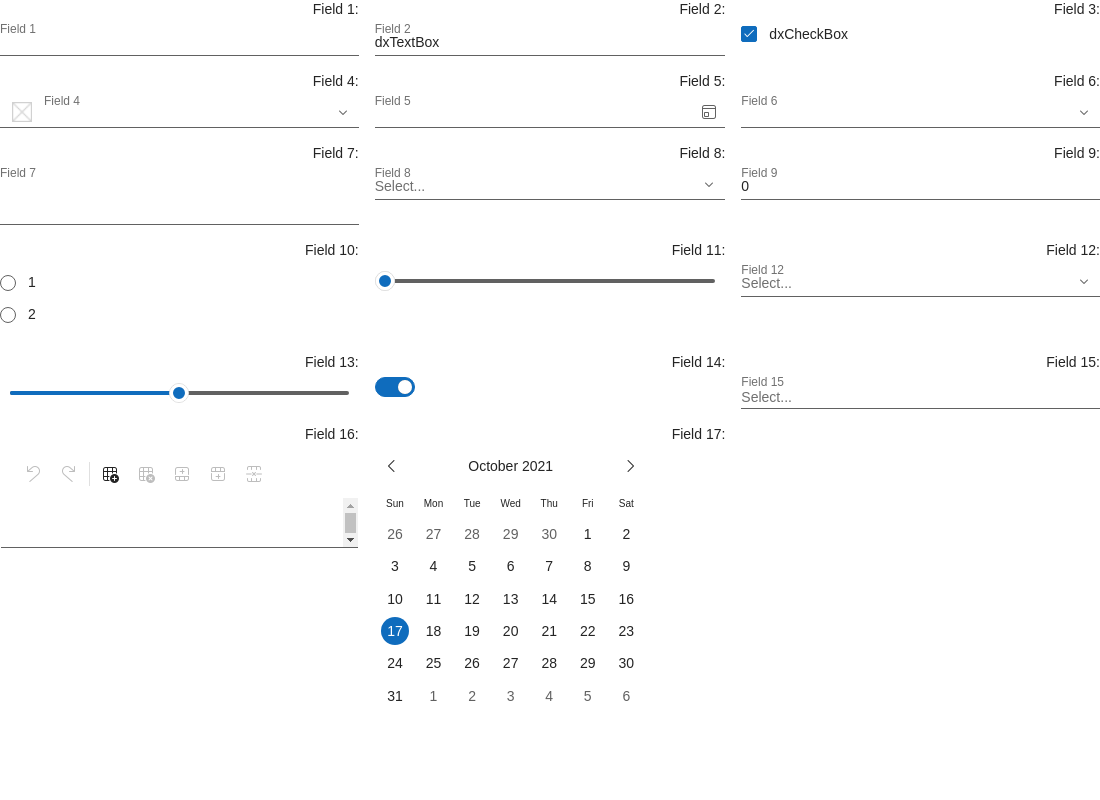 Field 1:
Field 1
Field 2:
Field 2
dxTextBox
Field 3:
dxCheckBox
Field 4:
Field 4
Field 5:
Field 5
Field 6:
Field 6
Field 7:
Field 7
Field 8:
Field 8
Select...
Field 9:
Field 9
0
Field 10:
1
2
Field 11:
Field 12:
Field 12
Select...
Field 13:
Field 14:
Field 15:
Field 15
Select...
Field 16:
Field 17:
October 2021
Sun Mon Tue Wed Thu Fri Sat
26 27 28 29 30 1 2
3 4 5 6 7 8 9
10 11 12 13 14 15 16
17 18 19 20 21 22 23
24 25 26 27 28 29 30
31 1 2 3 4 5 6